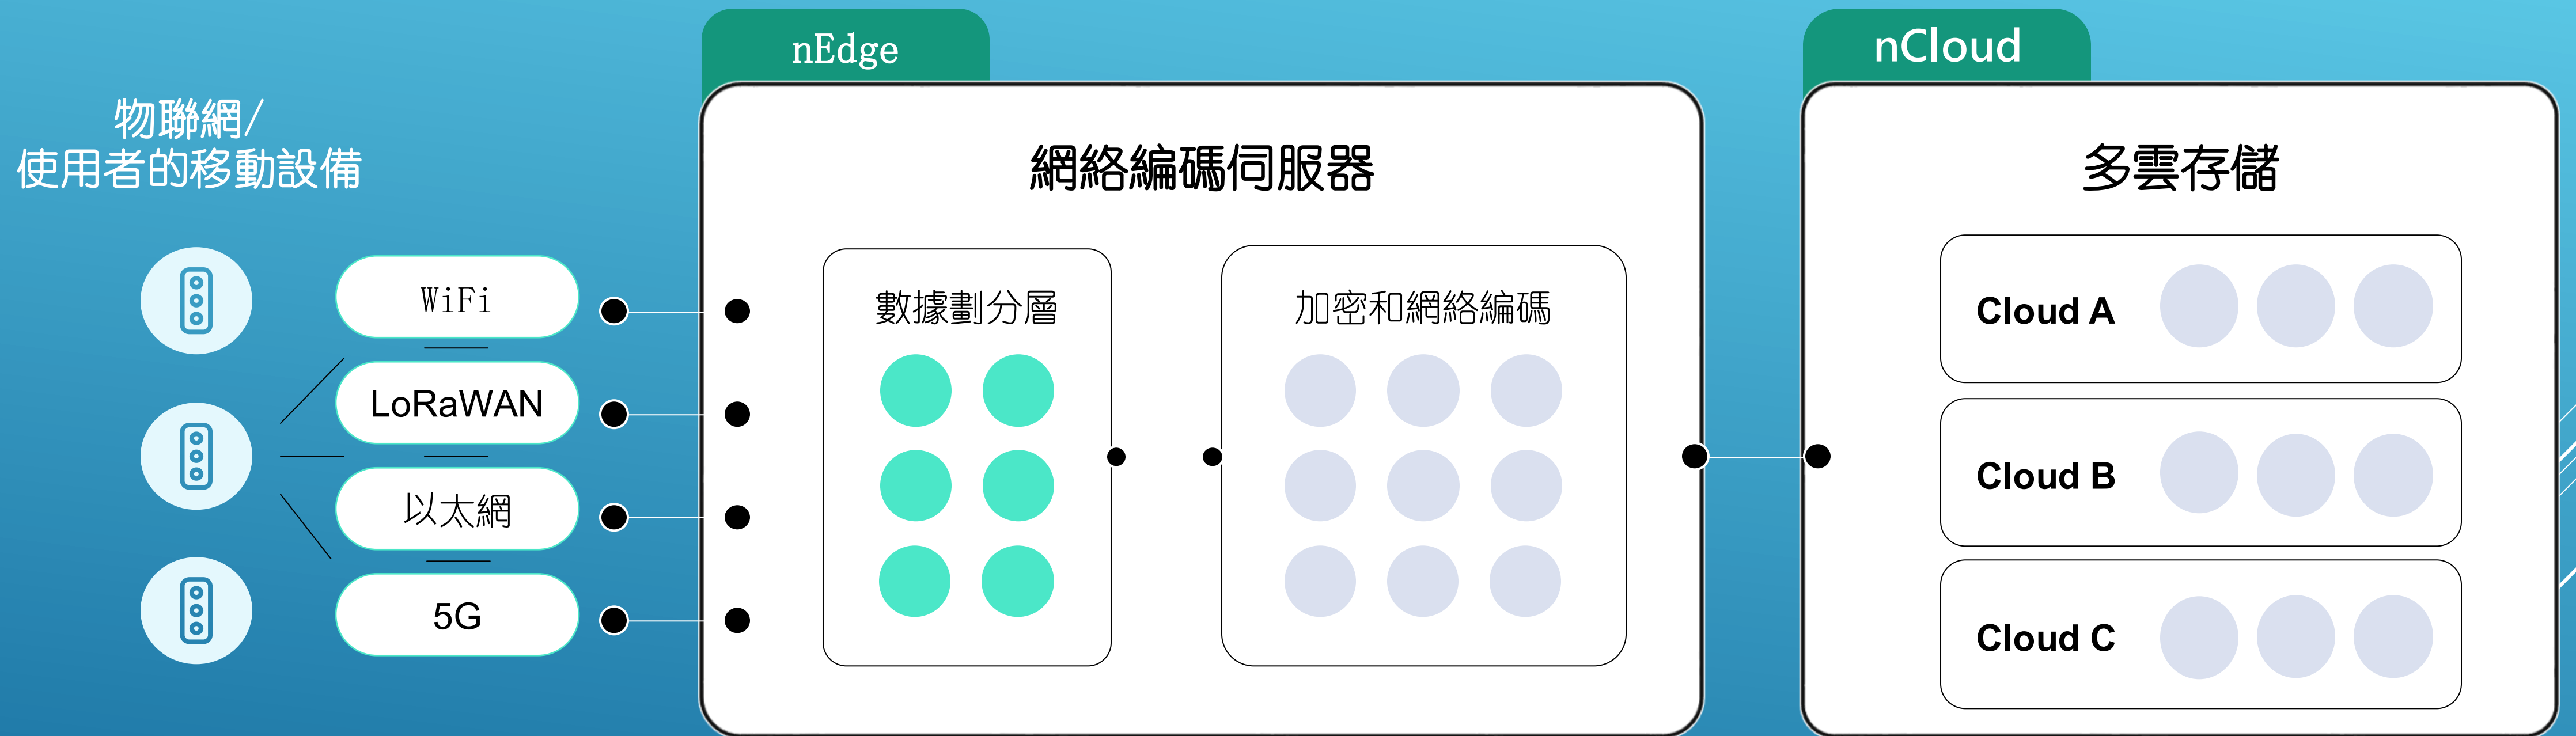 物聯網/
使用者的移動設備
WiFi
LoRaWAN
以太網
5G
nEdge
網絡編碼伺服器
數據劃分層
加密和網絡編碼
nCloud
多雲存儲
Cloud A
Cloud B
Cloud C